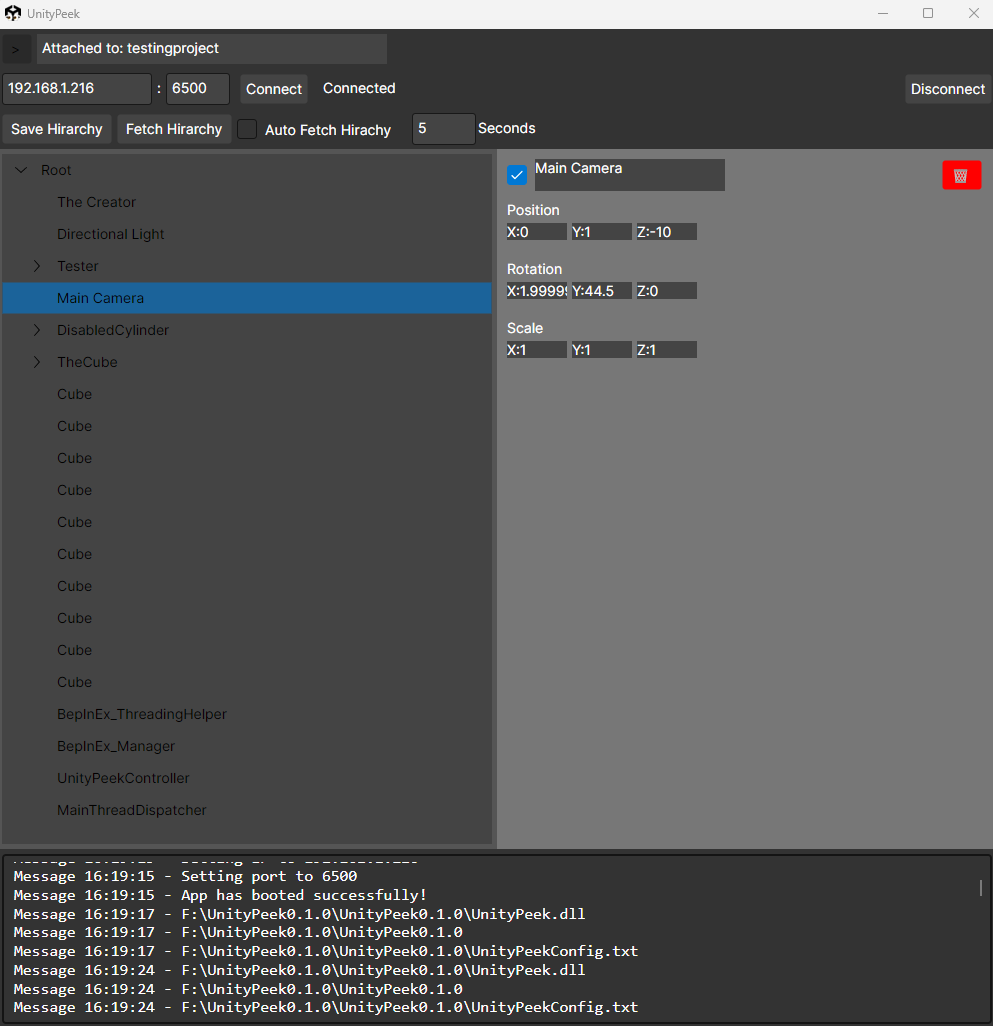 UnityPeek
> Attached to: testingproject
192.168.1.216 : 6500 Connect Connected Disconnect
Save Hirarchy Fetch Hirarchy Auto Fetch Hirachy 5 Seconds
Root
The Creator
Directional Light
Tester
Main Camera
DisabledCylinder
TheCube
Cube
Cube
Cube
Cube
Cube
Cube
Cube
Cube
Cube
Cube
BepInEx_ThreadingHelper
BepInEx_Manager
UnityPeekController
MainThreadDispatcher
Main Camera
Position
X:0 Y:1 Z:-10
Rotation
X:1.9999 Y:44.5 Z:0
Scale
X:1 Y:1 Z:1
Message 16:19:15 - Setting port to 6500
Message 16:19:15 - App has booted successfully!
Message 16:19:17 - F:\UnityPeek0.1.0\UnityPeek0.1.0\UnityPeek.dll
Message 16:19:17 - F:\UnityPeek0.1.0\UnityPeek0.1.0
Message 16:19:17 - F:\UnityPeek0.1.0\UnityPeek0.1.0\UnityPeekConfig.txt
Message 16:19:24 - F:\UnityPeek0.1.0\UnityPeek0.1.0\UnityPeek.dll
Message 16:19:24 - F:\UnityPeek0.1.0\UnityPeek0.1.0
Message 16:19:24 - F:\UnityPeek0.1.0\UnityPeek0.1.0\UnityPeekConfig.txt